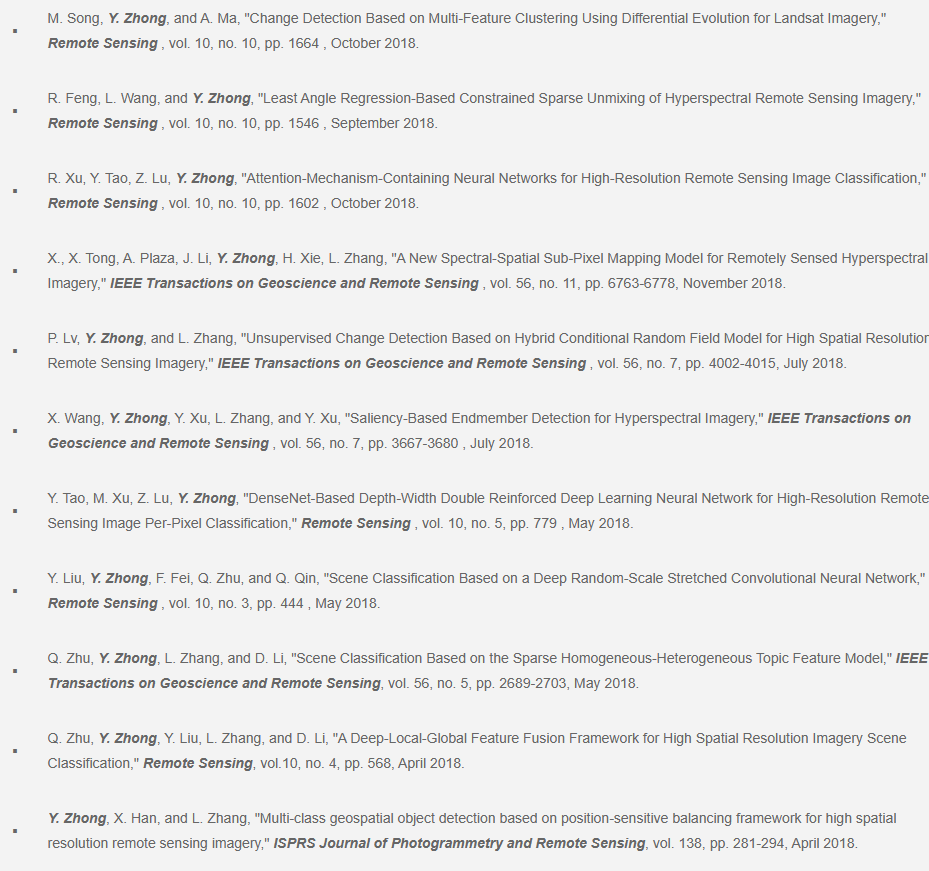 M. Song, Y. Zhong, and A. Ma, "Change Detection Based on Multi-Feature Clustering Using Differential Evolution for Landsat Imagery,"
Remote Sensing , vol. 10, no. 10, pp. 1664 , October 2018.
R. Feng, L. Wang, and Y. Zhong, "Least Angle Regression-Based Constrained Sparse Unmixing of Hyperspectral Remote Sensing Imagery,"
Remote Sensing , vol. 10, no. 10, pp. 1546 , September 2018.
R. Xu, Y. Tao, Z. Lu, Y. Zhong, "Attention-Mechanism-Containing Neural Networks for High-Resolution Remote Sensing Image Classification,"
Remote Sensing , vol. 10, no. 10, pp. 1602 , October 2018.
X., X. Tong, A. Plaza, J. Li, Y. Zhong, H. Xie, L. Zhang, "A New Spectral-Spatial Sub-Pixel Mapping Model for Remotely Sensed Hyperspectral
Imagery," IEEE Transactions on Geoscience and Remote Sensing , vol. 56, no. 11, pp. 6763-6778, November 2018.
P. Lv, Y. Zhong, and L. Zhang, "Unsupervised Change Detection Based on Hybrid Conditional Random Field Model for High Spatial Resolution
Remote Sensing Imagery," IEEE Transactions on Geoscience and Remote Sensing , vol. 56, no. 7, pp. 4002-4015, July 2018.
X. Wang, Y. Zhong, Y. Xu, L. Zhang, and Y. Xu, "Saliency-Based Endmember Detection for Hyperspectral Imagery," IEEE Transactions on
Geoscience and Remote Sensing , vol. 56, no. 7, pp. 3667-3680 , July 2018.
Y. Tao, M. Xu, Z. Lu, Y. Zhong, "DenseNet-Based Depth-Width Double Reinforced Deep Learning Neural Network for High-Resolution Remote
Sensing Image Per-Pixel Classification," Remote Sensing , vol. 10, no. 5, pp. 779 , May 2018.
Y. Liu, Y. Zhong, F. Fei, Q. Zhu, and Q. Qin, "Scene Classification Based on a Deep Random-Scale Stretched Convolutional Neural Network,"
Remote Sensing , vol. 10, no. 3, pp. 444 , May 2018.
Q. Zhu, Y. Zhong, L. Zhang, and D. Li, "Scene Classification Based on the Sparse Homogeneous-Heterogeneous Topic Feature Model," IEEE
Transactions on Geoscience and Remote Sensing, vol. 56, no. 5, pp. 2689-2703, May 2018.
Q. Zhu, Y. Zhong, Y. Liu, L. Zhang, and D. Li, "A Deep-Local-Global Feature Fusion Framework for High Spatial Resolution Imagery Scene
Classification," Remote Sensing, vol.10, no. 4, pp. 568, April 2018.
Y. Zhong, X. Han, and L. Zhang, "Multi-class geospatial object detection based on position-sensitive balancing framework for high spatial
resolution remote sensing imagery," ISPRS Journal of Photogrammetry and Remote Sensing, vol. 138, pp. 281-294, April 2018.